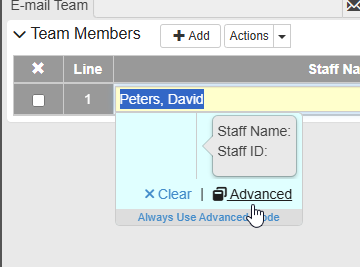 E-mail Team
Team Members
Add
Actions
Line
Staff Na
1
Peters, David
Staff Name:
Staff ID:
Clear | Advanced
Always Use Advanced